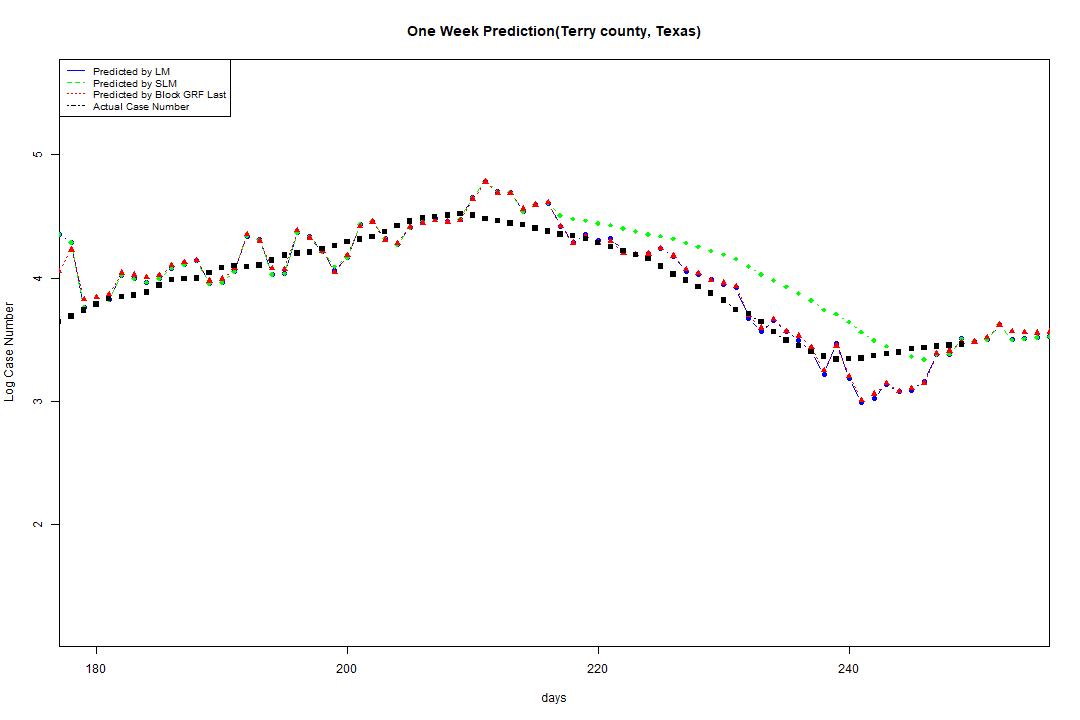 One Week Prediction(Terry county, Texas)
Predicted by LM
Predicted by SLM
Predicted by Block GRF Last
Actual Case Number
5
4
3
2
Log Case Number
180 200 220 240
days